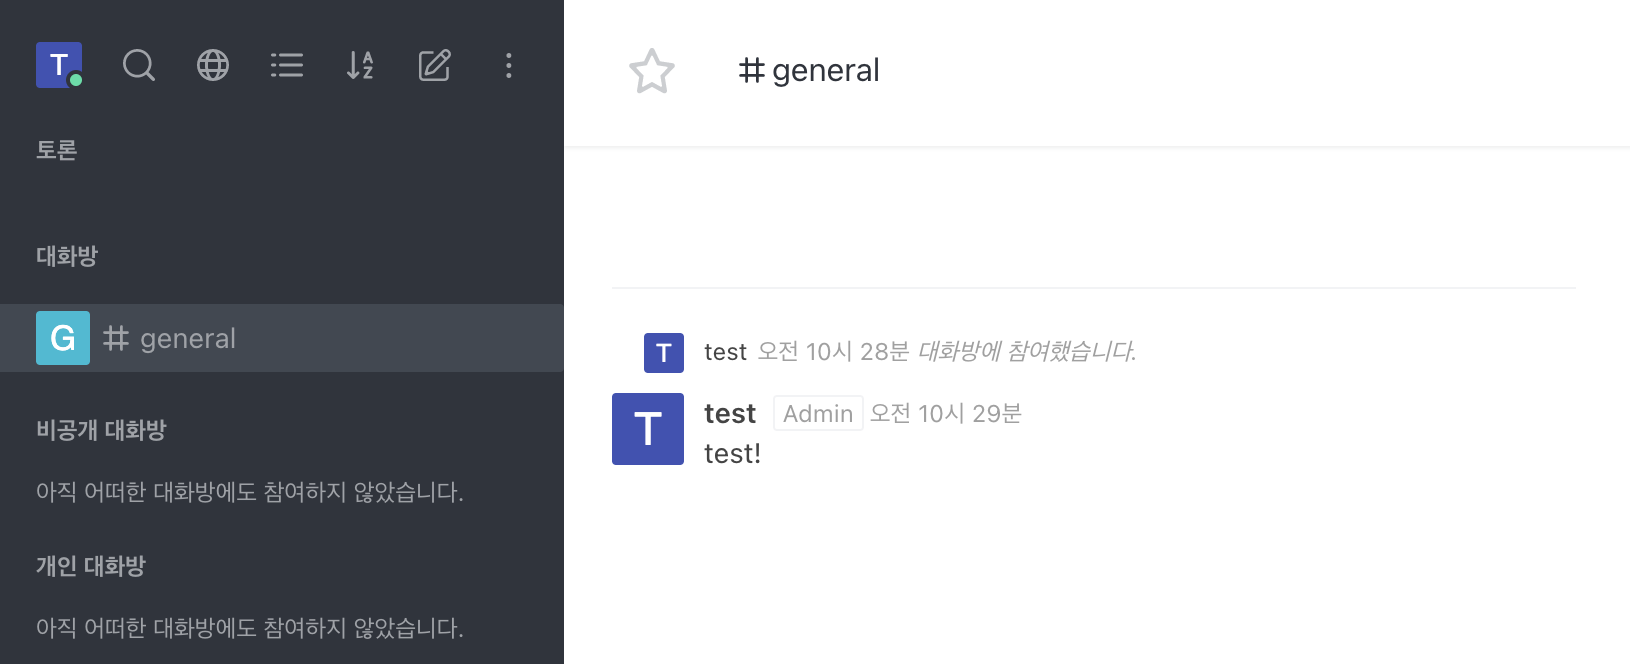 T
토론
대화방
G # general
비공개 대화방
아직 어떠한 대화방에도 참여하지 않았습니다.
개인 대화방
아직 어떠한 대화방에도 참여하지 않았습니다.
# general
T test 오전 10시 28분 대화방에 참여했습니다.
T test Admin 오전 10시 29분
test!